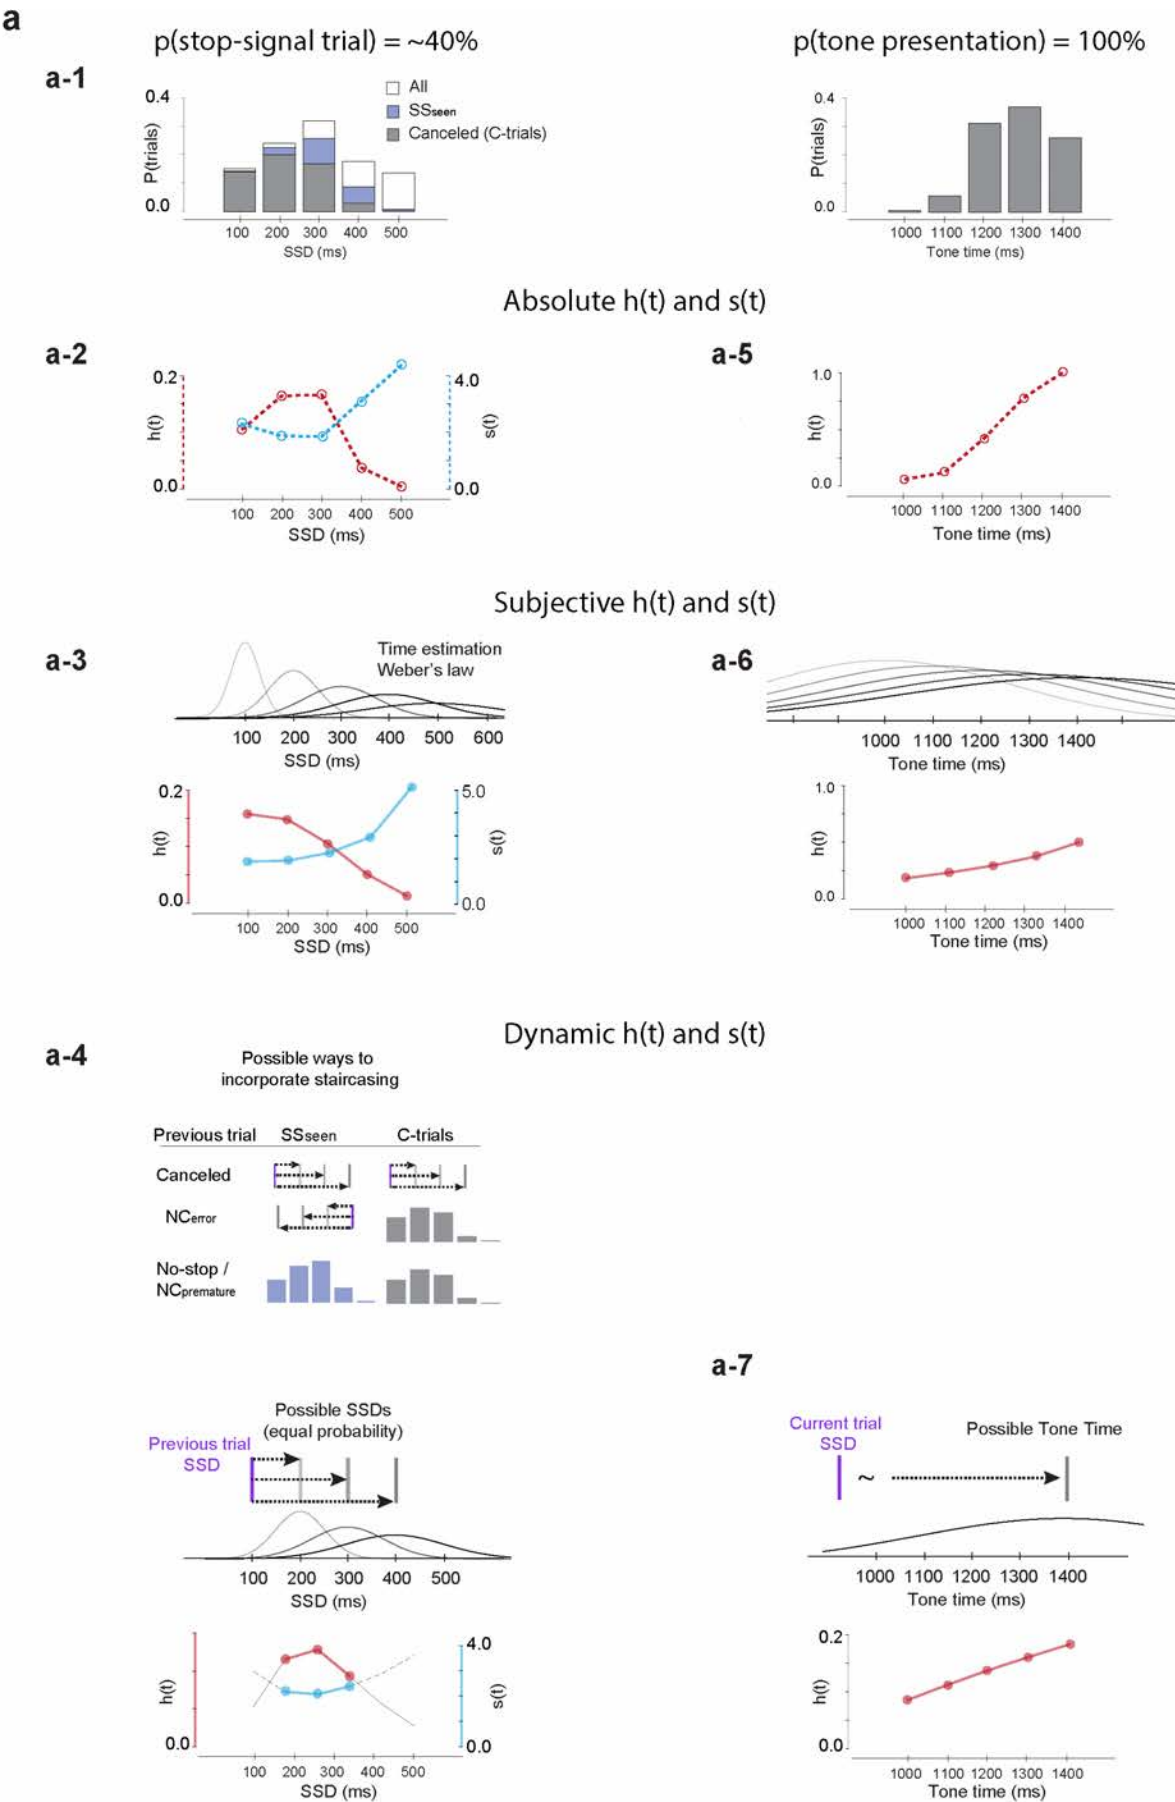 a
p(stop-signal trial) = ~40%
p(tone presentation) = 100%
a-1
All
SSseen
Canceled (C-trials)
0.4
P(trials)
0.0
100 200 300 400 500
SSD (ms)
0.4
P(trials)
0.0
1000 1100 1200 1300 1400
Tone time (ms)
Absolute h(t) and s(t)
a-2
0.2
h(t)
0.0
4.0
s(t)
0.0
100 200 300 400 500
SSD (ms)
a-5
1.0
h(t)
0.0
1000 1100 1200 1300 1400
Tone time (ms)
Subjective h(t) and s(t)
a-3
Time estimation
Weber's law
100 200 300 400 500 600
SSD (ms)
0.2
h(t)
0.0
5.0
s(t)
0.0
100 200 300 400 500
SSD (ms)
a-6
1000 1100 1200 1300 1400
Tone time (ms)
1.0
h(t)
0.0
1000 1100 1200 1300 1400
Tone time (ms)
Dynamic h(t) and s(t)
a-4
Possible ways to
incorporate staircasing
Previous trial SSseen C-trials
Canceled
NCerror
No-stop /
NCpremature
Possible SSDs
(equal probability)
Previous trial
SSD
100 200 300 400 500
SSD (ms)
h(t)
0.0
4.0
s(t)
0.0
100 200 300 400 500
SSD (ms)
a-7
Current trial
SSD
Possible Tone Time
~
1000 1100 1200 1300 1400
Tone time (ms)
0.2
h(t)
0.0
1000 1100 1200 1300 1400
Tone time (ms)